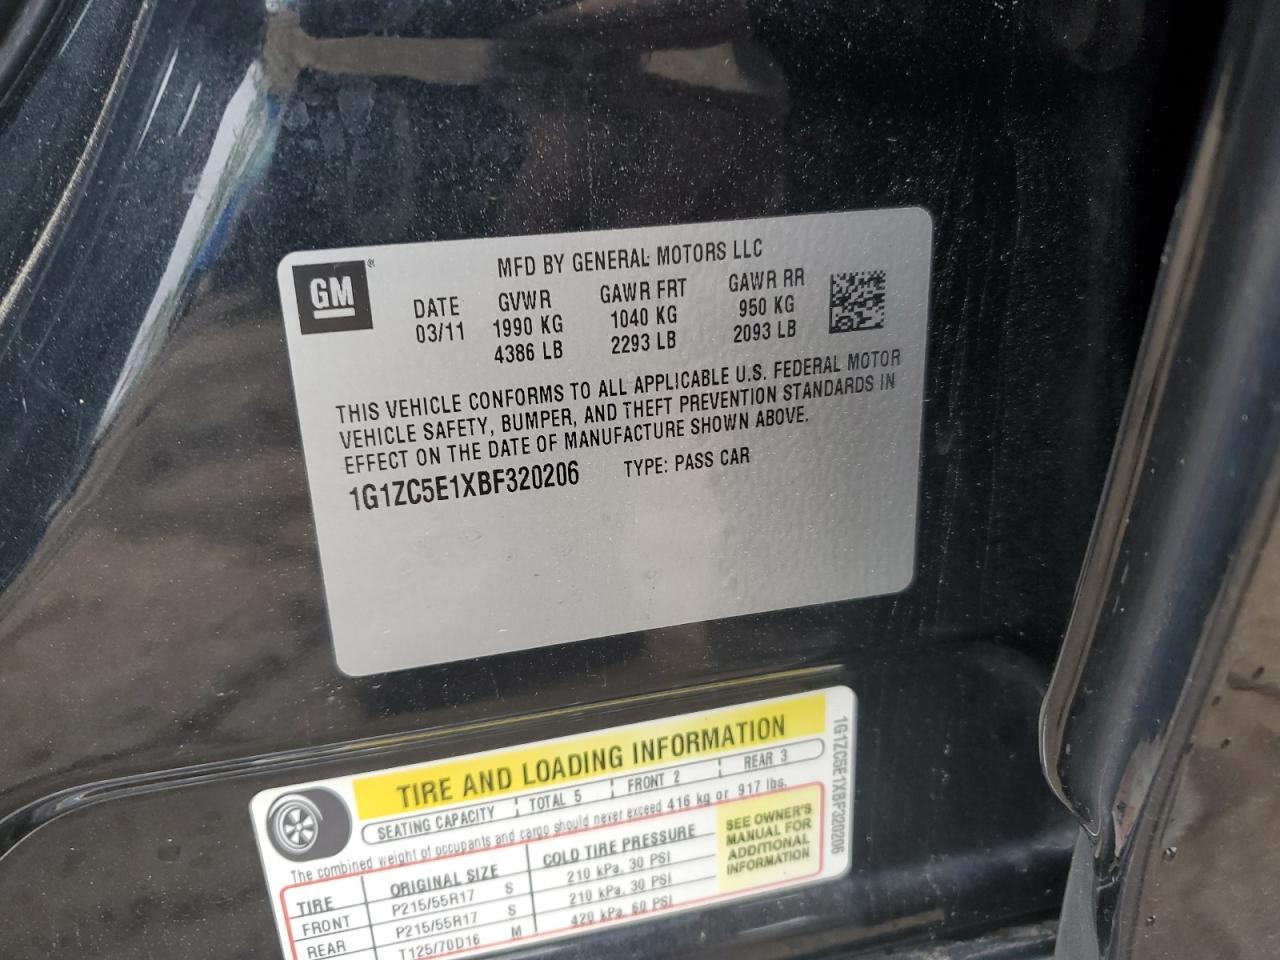 GM®
MFD BY GENERAL MOTORS LLC
DATE GVWR GAWR FRT GAWR RR
03/11 1990 KG 1040 KG 950 KG
4386 LB 2293 LB 2093 LB
THIS VEHICLE CONFORMS TO ALL APPLICABLE U.S. FEDERAL MOTOR
VEHICLE SAFETY, BUMPER, AND THEFT PREVENTION STANDARDS IN
EFFECT ON THE DATE OF MANUFACTURE SHOWN ABOVE.
1G1ZC5E1XBF320206 TYPE: PASS CAR
TIRE AND LOADING INFORMATION
SEATING CAPACITY TOTAL 5 FRONT 2 REAR 3
The combined weight of occupants and cargo should never exceed 416 kg or 917 lbs.
TIRE ORIGINAL SIZE COLD TIRE PRESSURE
FRONT P215/55R17 S 210 kPa, 30 PSI
REAR P215/55R17 S 210 kPa, 30 PSI
T125/70D16 M 420 kPa, 60 PSI
SEE OWNER'S
MANUAL FOR
ADDITIONAL
INFORMATION
1G1ZC5E1XBF320206